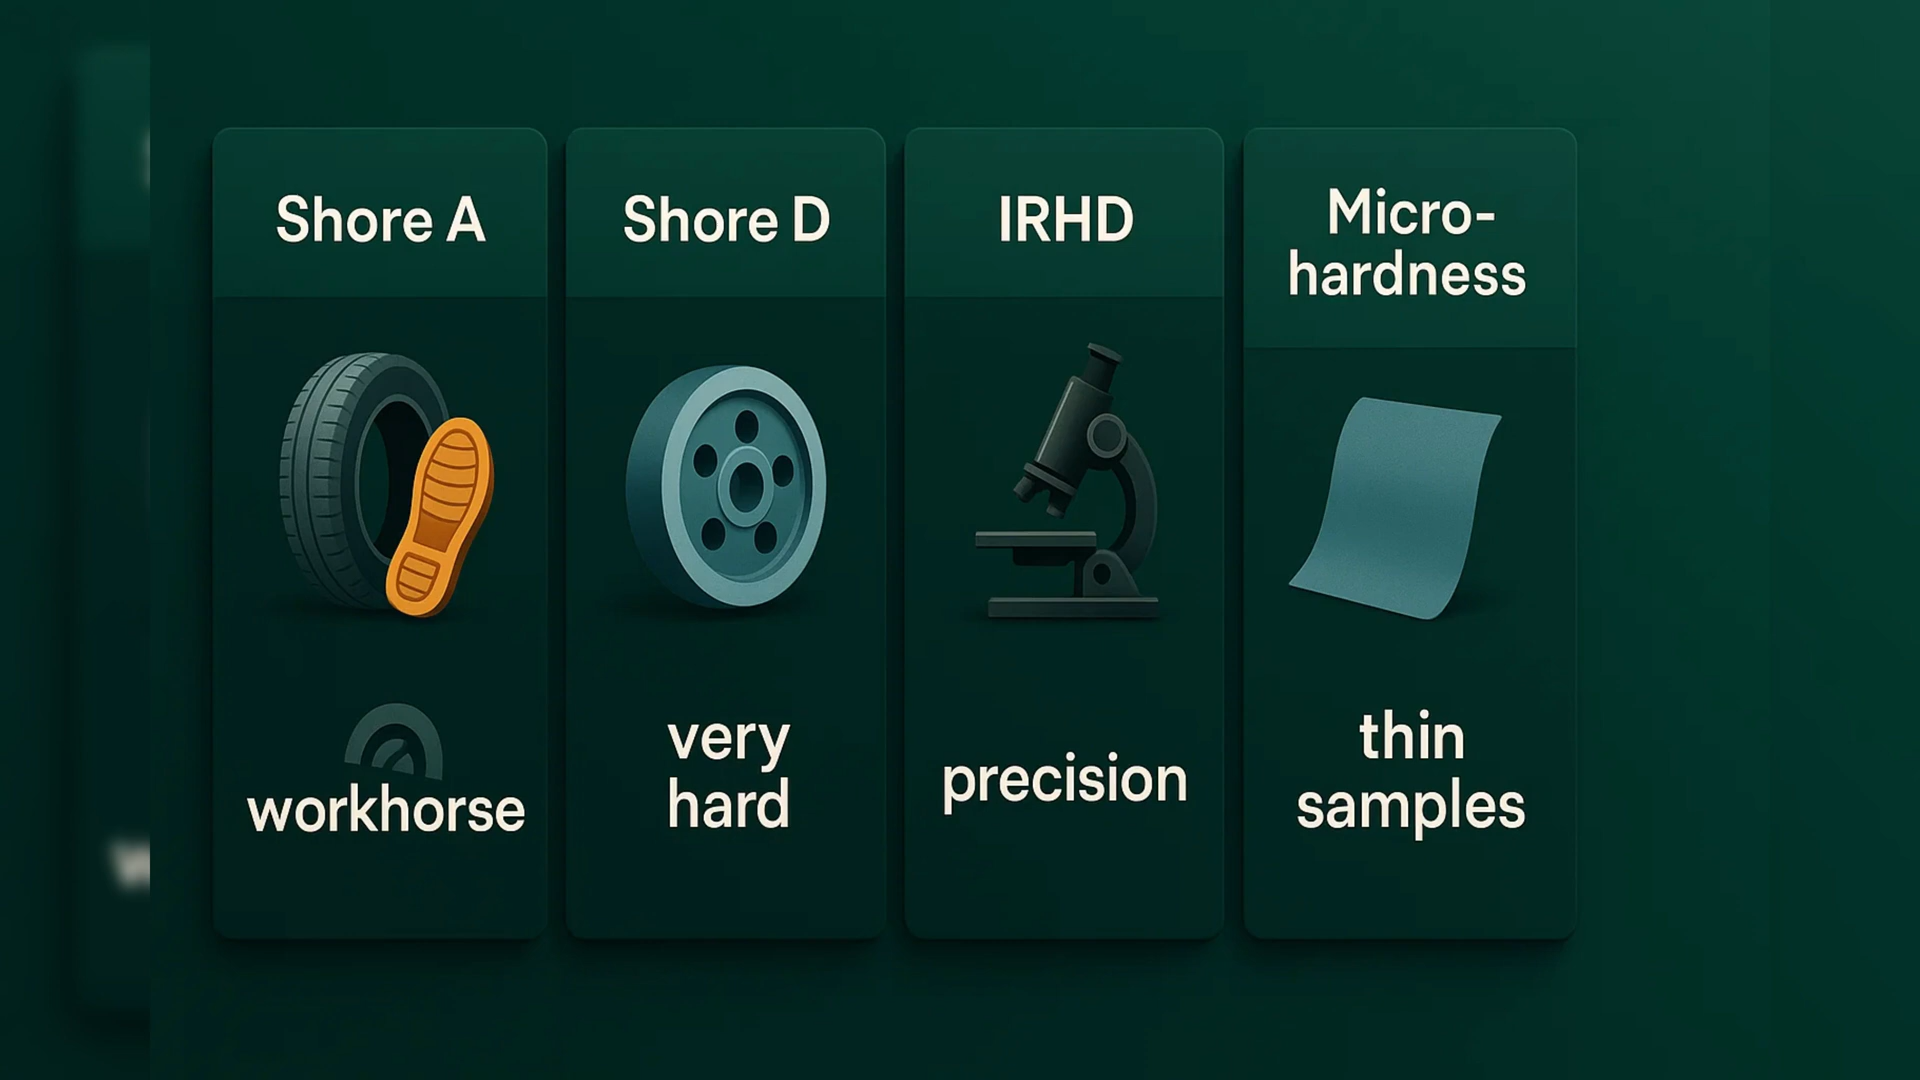 Shore A
workhorse
Shore D
very
hard
IRHD
precision
Micro-
hardness
thin
samples